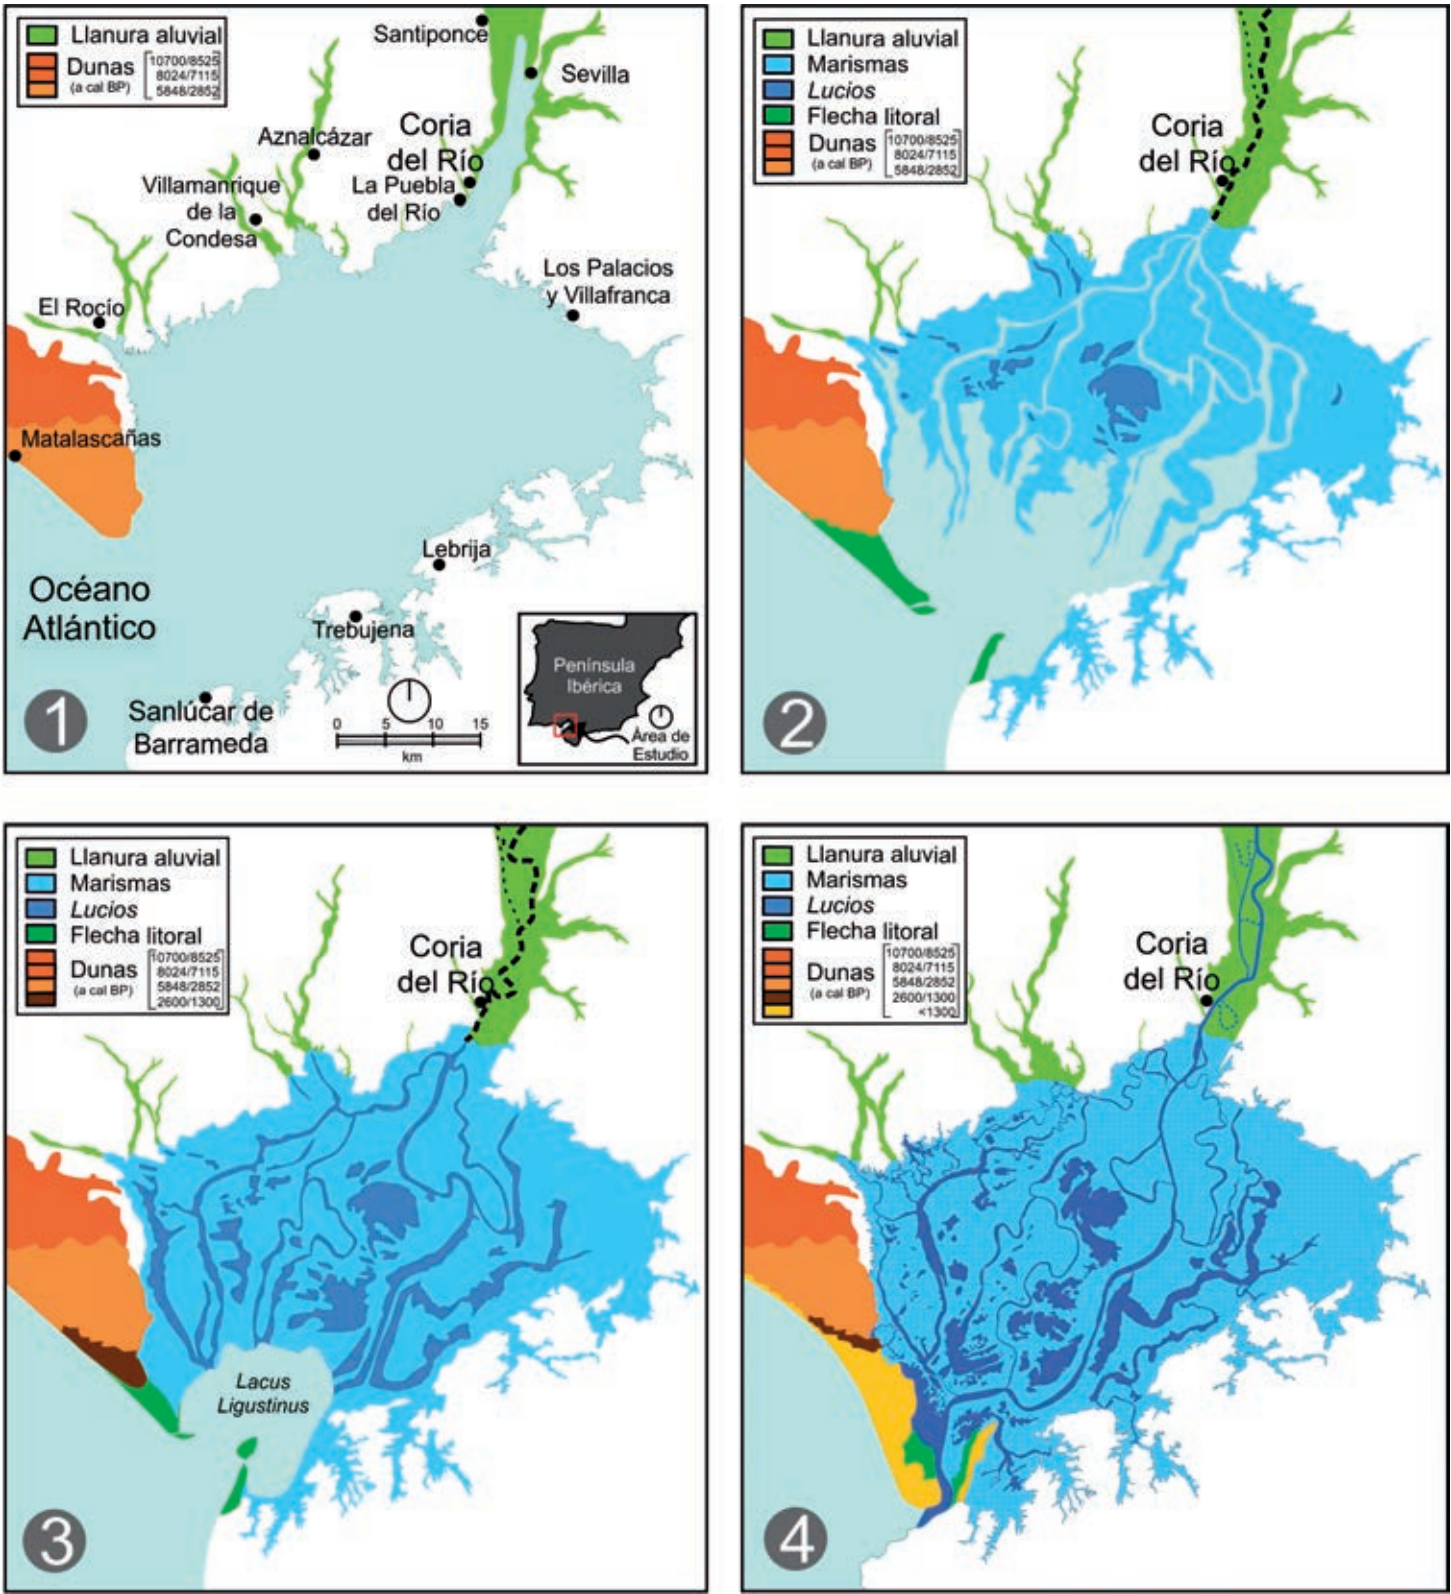 Llanura aluvial
Dunas
(a cal BP)
10700/8525
8024/7115
5848/2852
Santiponce
Sevilla
Aznalcázar
Coria
del Río
Villamanrique
de la
Condesa
La Puebla
del Río
Los Palacios
y Villafranca
El Rocío
Matalascañas
Lebrija
Océano
Atlántico
Trebujena
Sanlúcar de
Barrameda
0 5 10 15
km
Península
Ibérica
Área de
Estudio
1
Llanura aluvial
Marismas
Lucios
Flecha litoral
Dunas
(a cal BP)
10700/8525
8024/7115
5848/2852
Coria
del Río
2
Llanura aluvial
Marismas
Lucios
Flecha litoral
Dunas
(a cal BP)
10700/8525
8024/7115
5848/2852
2600/1300
Coria
del Río
Lacus
Ligustinus
3
Llanura aluvial
Marismas
Lucios
Flecha litoral
Dunas
(a cal BP)
10700/8525
8024/7115
5848/2852
2600/1300
<1300
Coria
del Río
4